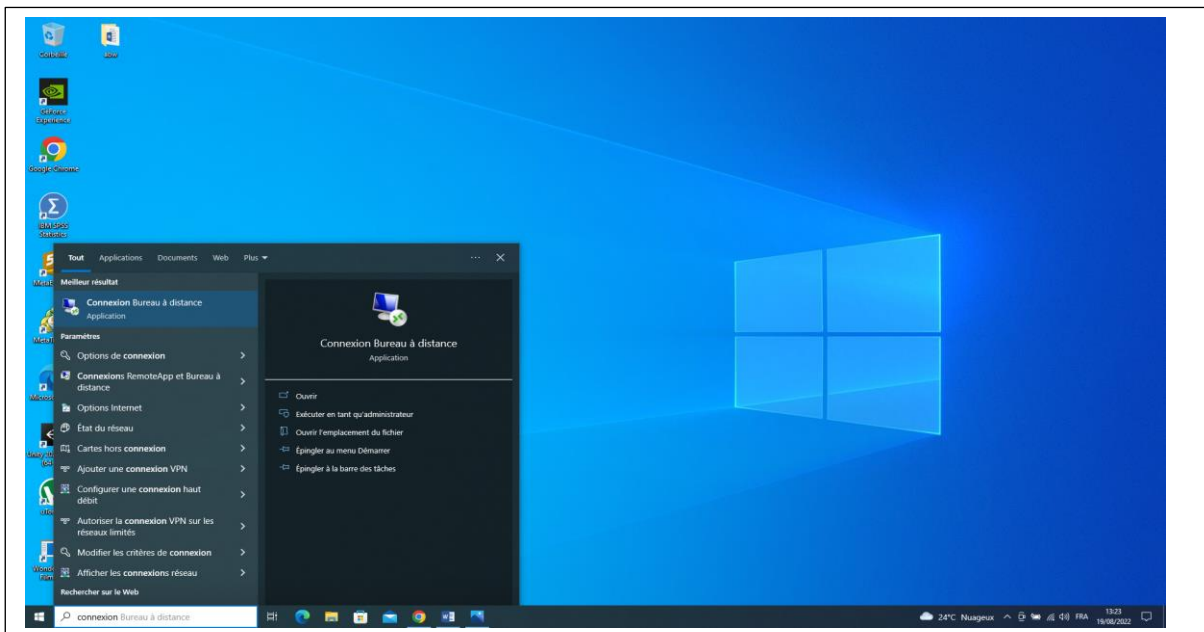 Corbeille
GeForce
Experience
Google Chrome
IBM SPSS
Statistics
Tout Applications Documents Web Plus
Meilleur résultat
Connexion Bureau à distance
Application
Paramètres
Options de connexion
Connexions RemoteApp et Bureau à
distance
Options Internet
État du réseau
Cartes hors connexion
Ajouter une connexion VPN
Configurer une connexion haut
débit
Autoriser la connexion VPN sur les
réseaux limités
Modifier les critères de connexion
Afficher les connexions réseau
Rechercher sur le Web
connexion Bureau à distance
Connexion Bureau à distance
Application
Ouvrir
Exécuter en tant qu'administrateur
Ouvrir l'emplacement du fichier
Épingler au menu Démarrer
Épingler à la barre des tâches
24°C Nuageux
FRA
13:23
19/08/2022